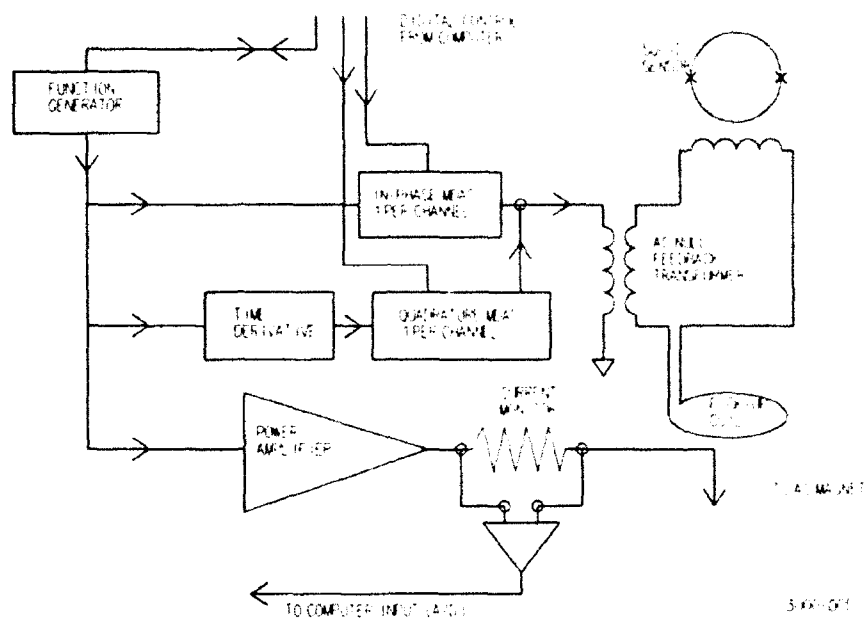 DIGITAL CONTROL
FROM COMPUTER
FUNCTION
GENERATOR
SENSOR
IN-PHASE MDAC
1 PER CHANNEL
AC NULL
FEEDBACK
TRANSFORMER
TIME
DERIVATIVE
QUADRATURE MDAC
1 PER CHANNEL
CURRENT
MONITOR
POWER
AMPLIFIER
TO AC MAGNET
TO COMPUTER INPUT (A/D)